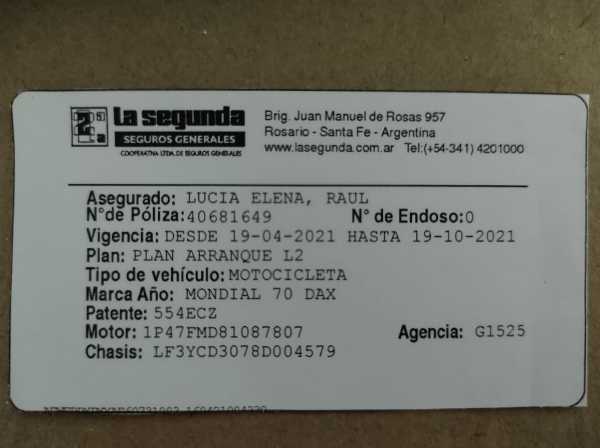 2a la segunda
SEGUROS GENERALES
COOPERATIVA LTDA. DE SEGUROS GENERALES
Brig. Juan Manuel de Rosas 957
Rosario - Santa Fe - Argentina
www.lasegunda.com.ar Tel:(+54-341) 4201000
Asegurado: LUCIA ELENA, RAUL
N°de Póliza:40681649 N° de Endoso:0
Vigencia: DESDE 19-04-2021 HASTA 19-10-2021
Plan: PLAN ARRANQUE L2
Tipo de vehículo: MOTOCICLETA
Marca Año: MONDIAL 70 DAX
Patente: 554ECZ
Motor: 1P47FMD81087807 Agencia: G1525
Chasis: LF3YCD3078D004579